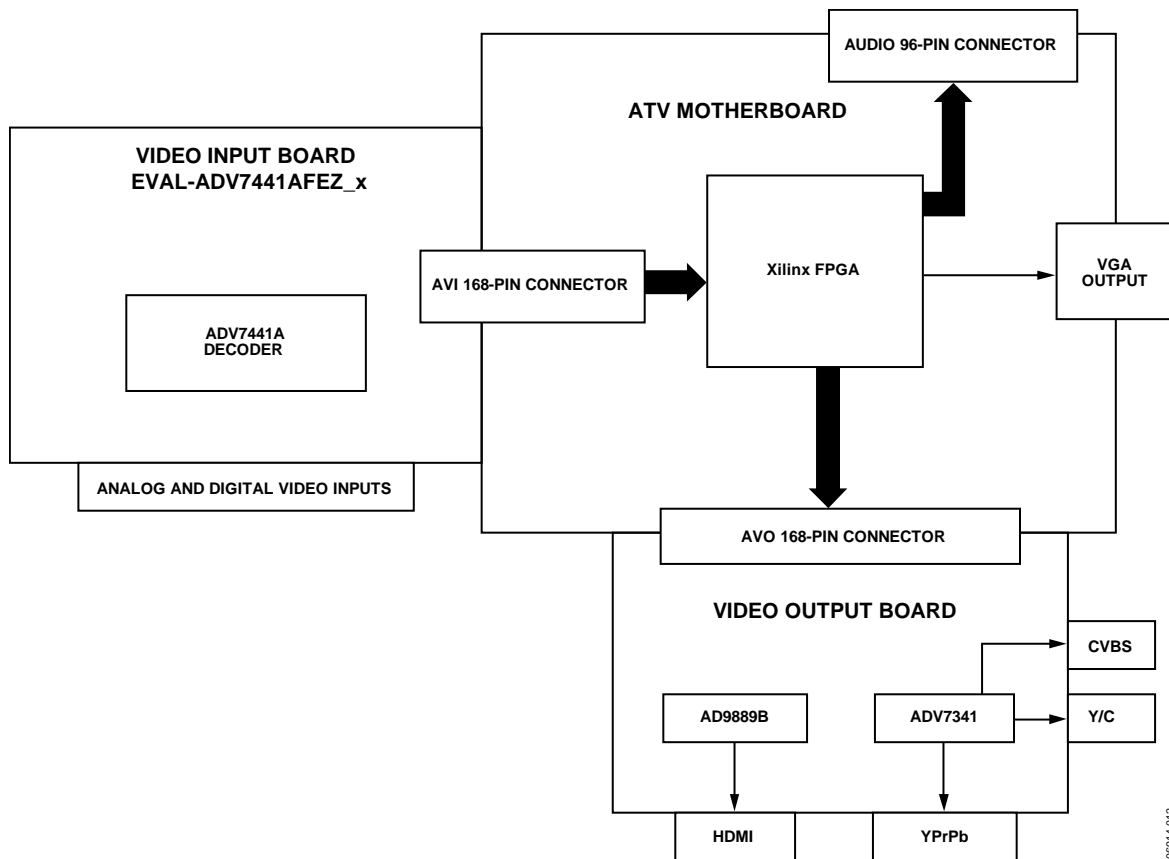 AUDIO 96-PIN CONNECTOR
ATV MOTHERBOARD
VIDEO INPUT BOARD
EVAL-ADV7441AFEZ_x
AVI 168-PIN CONNECTOR
Xilinx FPGA
VGA
OUTPUT
ADV7441A
DECODER
ANALOG AND DIGITAL VIDEO INPUTS
AVO 168-PIN CONNECTOR
VIDEO OUTPUT BOARD
CVBS
AD9889B
ADV7341
Y/C
HDMI
YPrPb